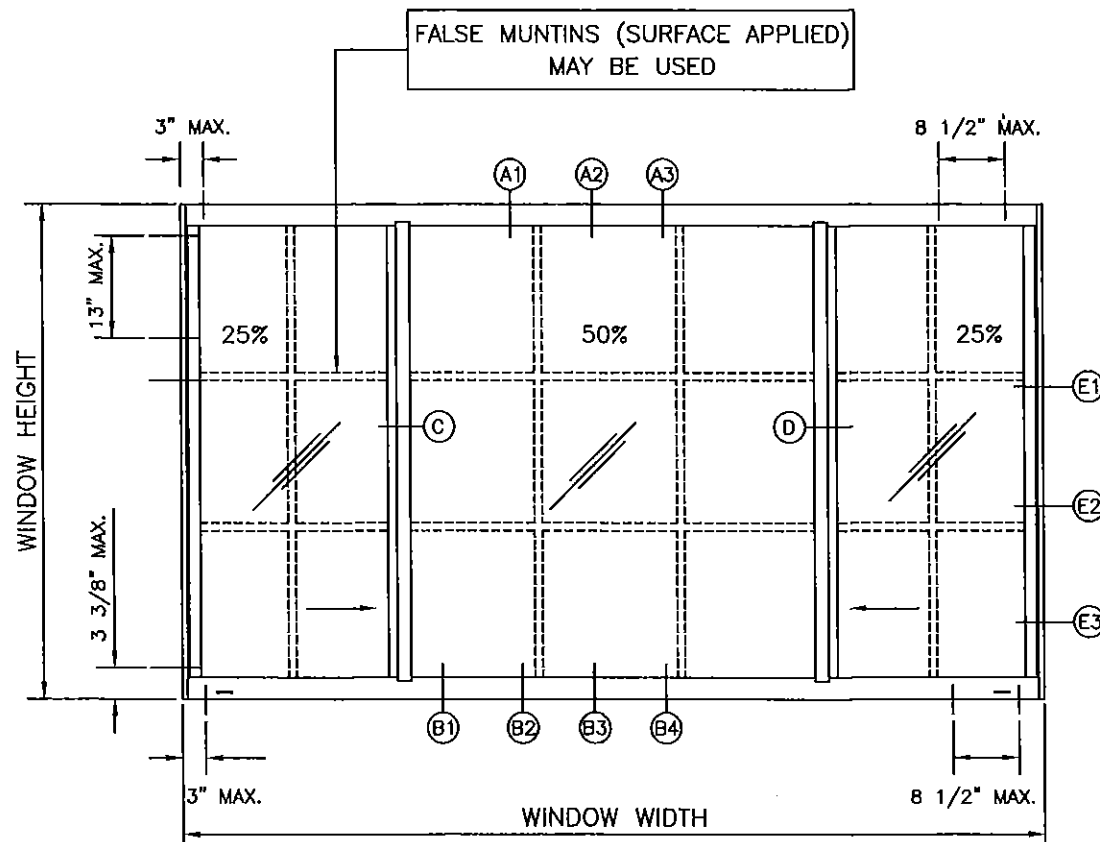 FALSE MUNTINS (SURFACE APPLIED)
MAY BE USED
3" MAX.
8 1/2" MAX.
A1
A2
A3
13" MAX.
25%
50%
25%
WINDOW HEIGHT
E1
C
D
E2
3 3/8" MAX.
E3
B1
B2
B3
B4
3" MAX.
8 1/2" MAX.
WINDOW WIDTH